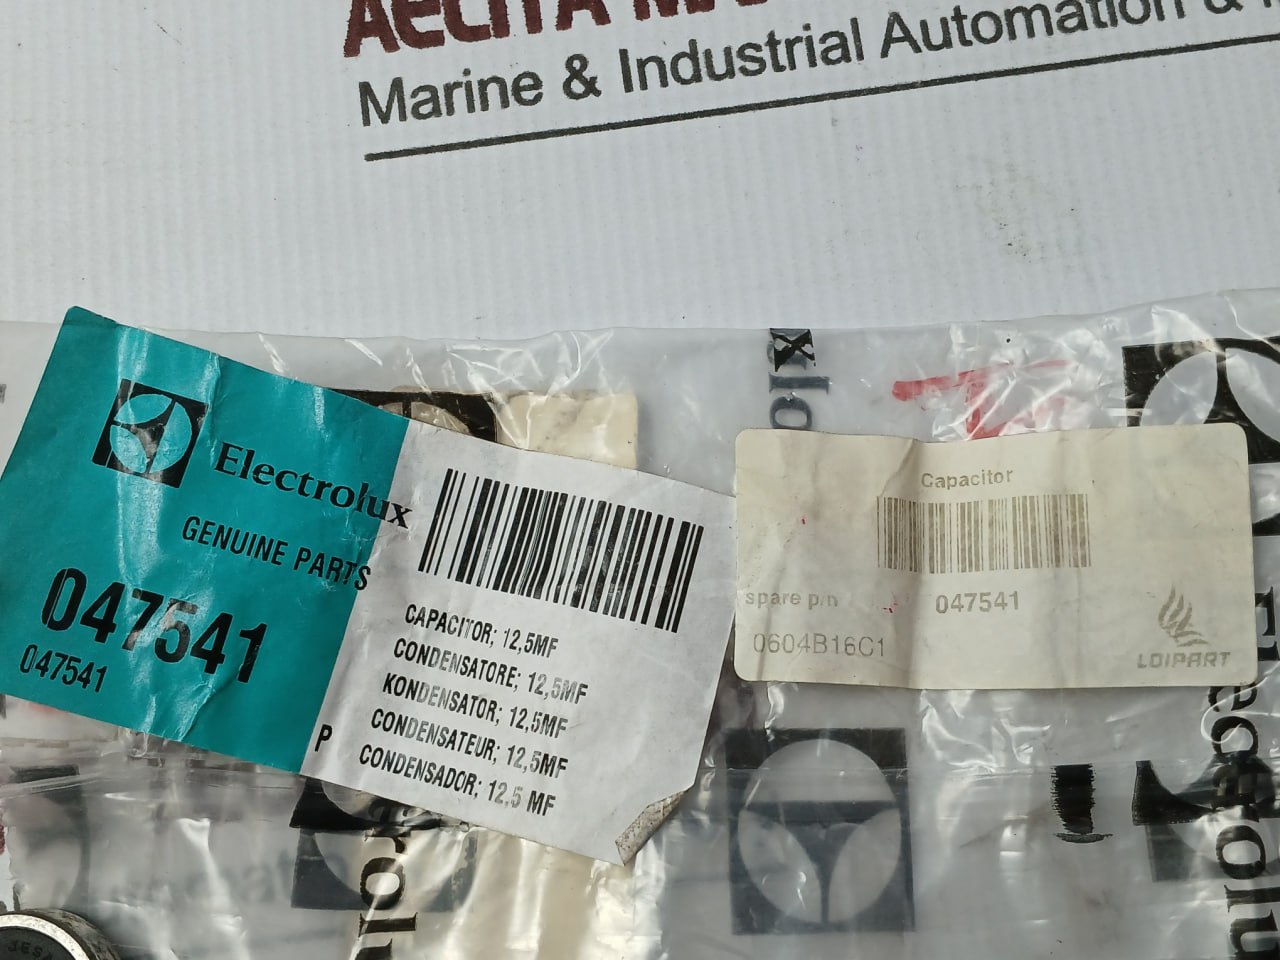 Marine & Industrial Automation &
Electrolux
GENUINE PARTS
047541
047541
P
CAPACITOR; 12,5MF
CONDENSATORE; 12,5MF
KONDENSATOR; 12,5MF
CONDENSATEUR; 12,5MF
CONDENSADOR; 12,5 MF
Capacitor
spare p/n
047541
0604B16C1
LOIPART